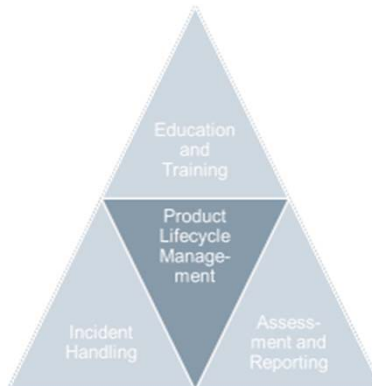 Education
and
Training
Product
Lifecycle
Manage-
ment
Incident
Handling
Assess-
ment and
Reporting